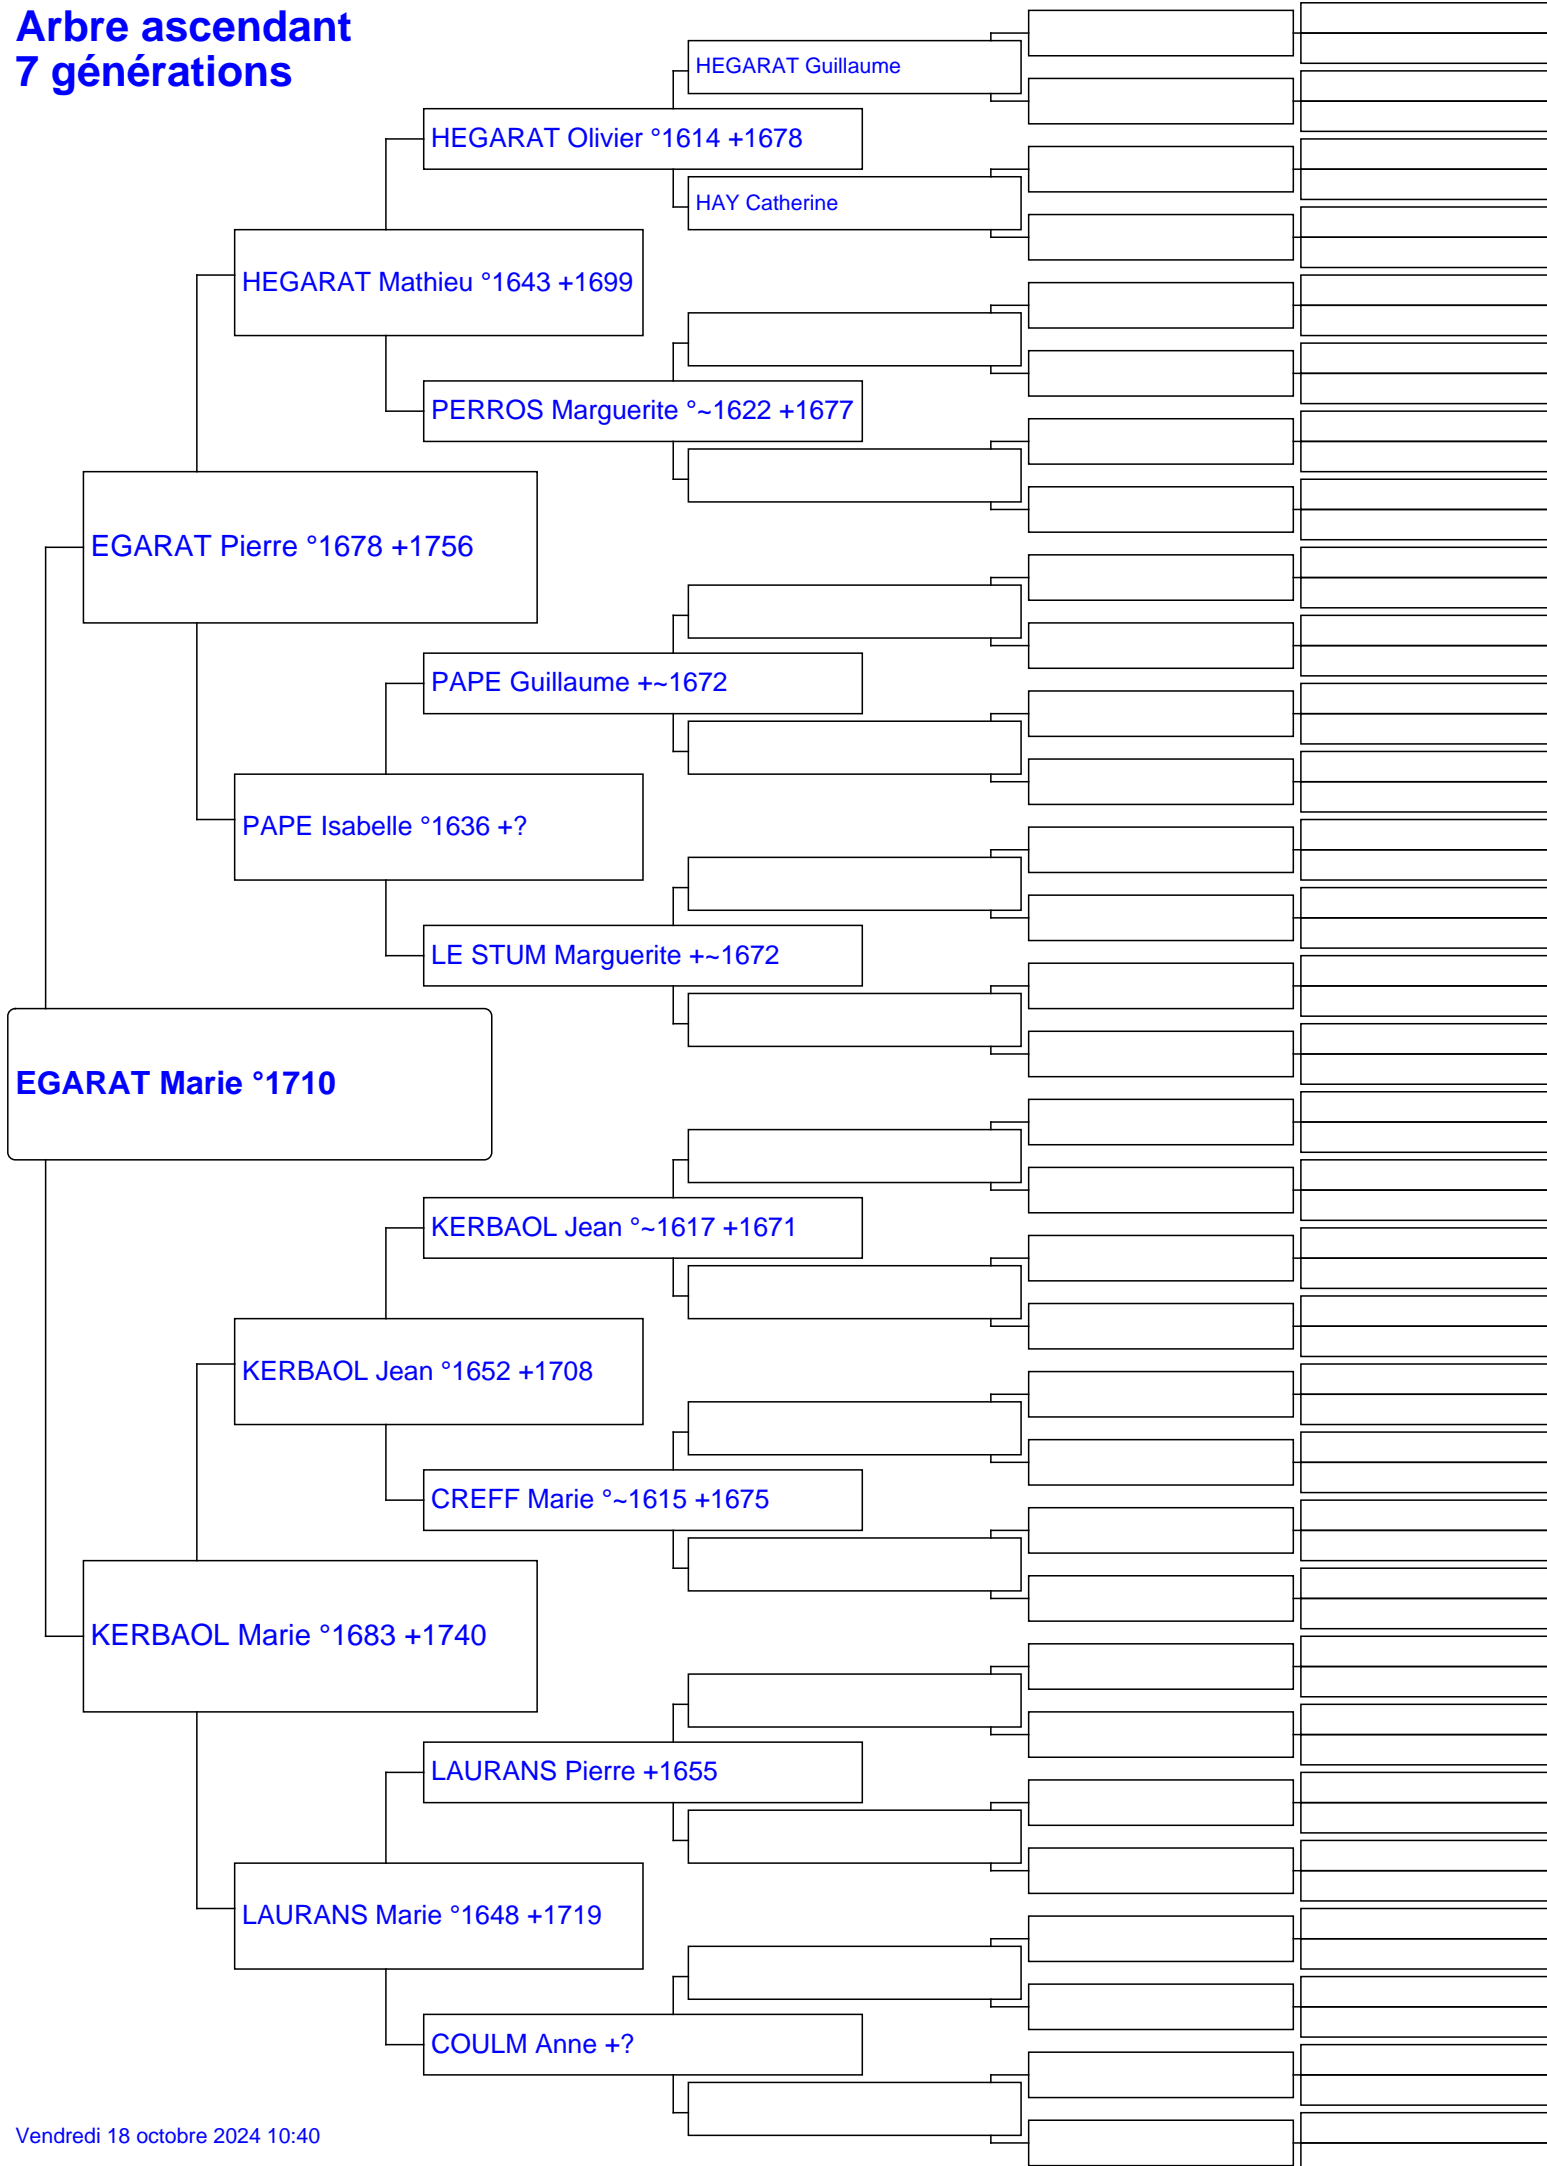 Arbre ascendant
7 générations
HEGARAT Guillaume
HEGARAT Olivier °1614 +1678
HAY Catherine
HEGARAT Mathieu °1643 +1699
PERROS Marguerite °~1622 +1677
EGARAT Pierre °1678 +1756
PAPE Guillaume +~1672
PAPE Isabelle °1636 +?
LE STUM Marguerite +~1672
EGARAT Marie °1710
KERBAOL Jean °~1617 +1671
KERBAOL Jean °1652 +1708
CREFF Marie °~1615 +1675
KERBAOL Marie °1683 +1740
LAURANS Pierre +1655
LAURANS Marie °1648 +1719
COULM Anne +?
Vendredi 18 octobre 2024 10:40